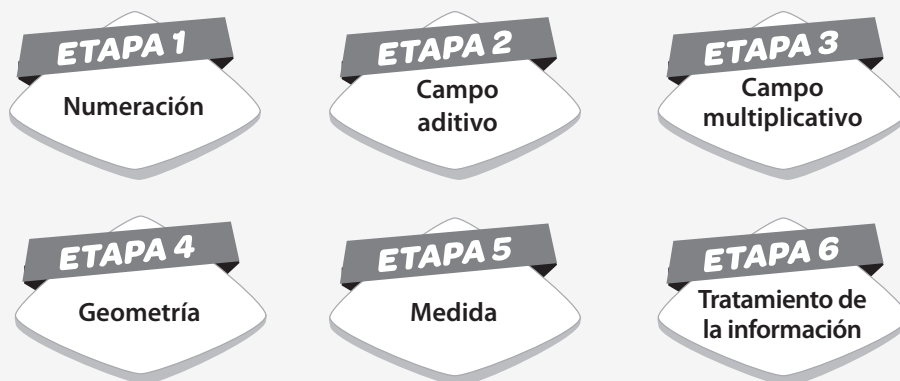 ETAPA 1
Numeración
ETAPA 2
Campo
aditivo
ETAPA 3
Campo
multiplicativo
ETAPA 4
Geometría
ETAPA 5
Medida
ETAPA 6
Tratamiento de
la información